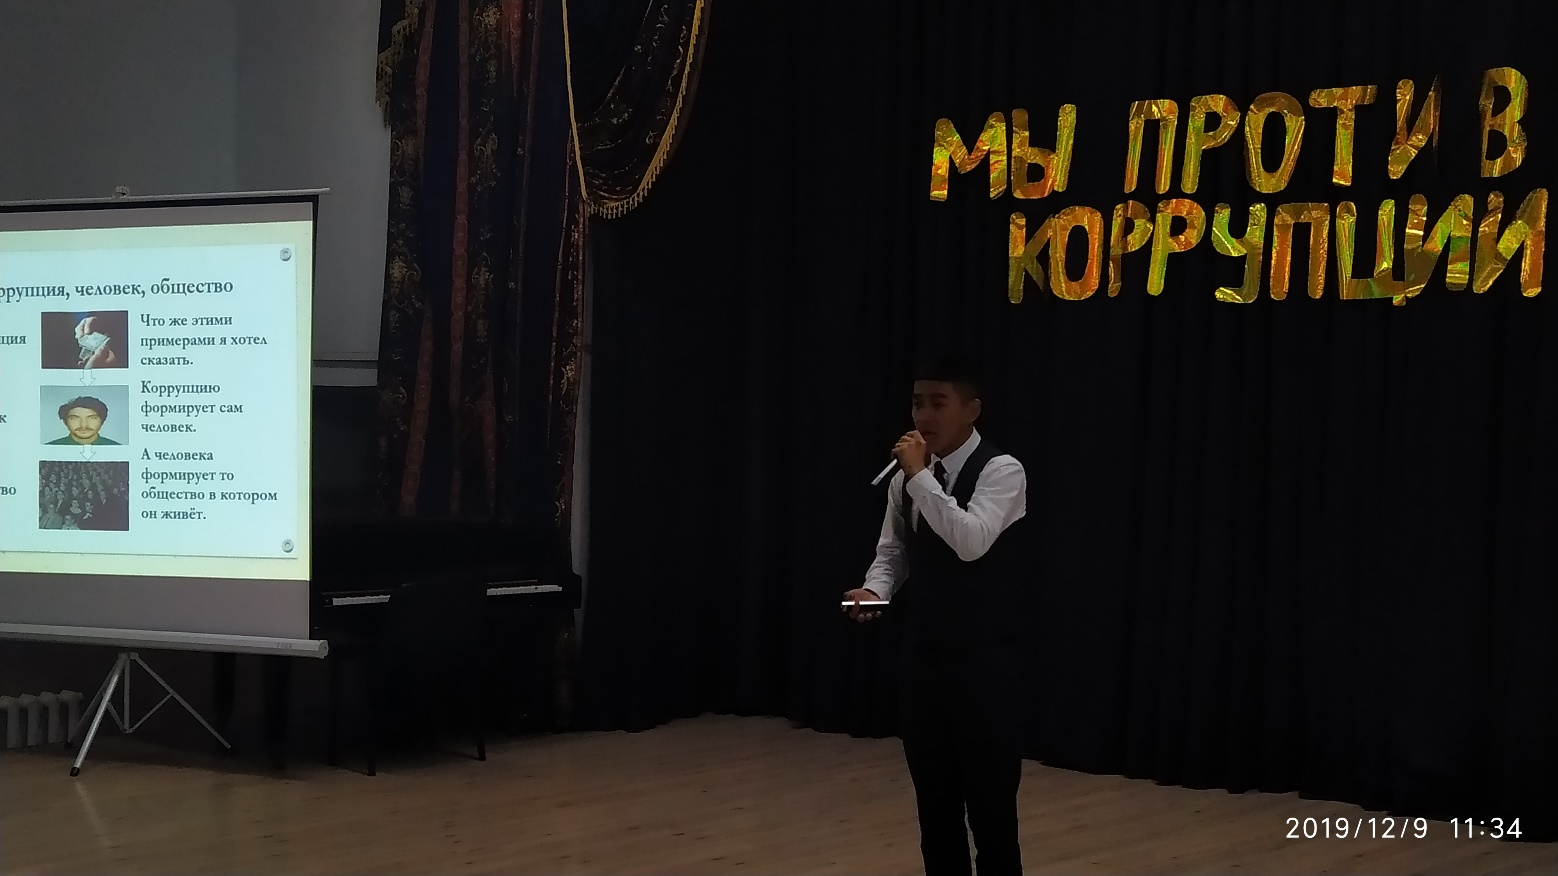 МЫ ПРОТИВ
КОРРУПЦИИ
человек, общество
Что же этими
примерами я хотел
сказать.
Коррупцию
формирует сам
человек.
А человека
формирует то
общество в котором
он живёт.
2019/12/9 11:34